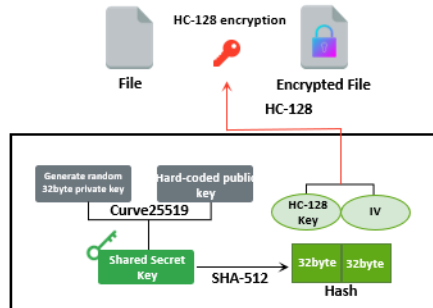 HC-128 encryption
File
Encrypted File
HC-128
Generate random
32byte private key
Hard-coded public
key
Curve25519
HC-128
Key
IV
Shared Secret
Key
SHA-512
32byte
32byte
Hash